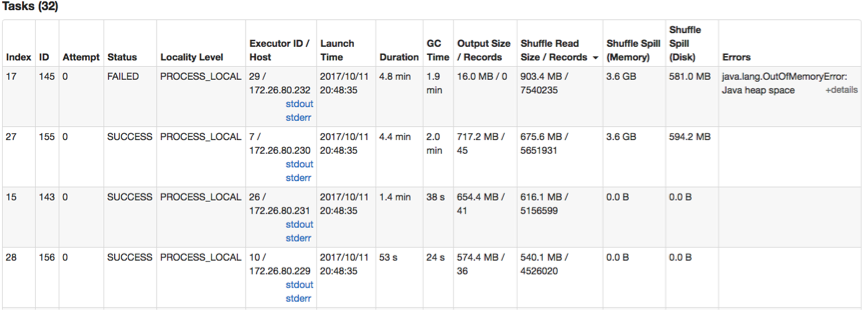 Tasks (32)
Index ID Attempt Status Locality Level Executor ID / Host Launch Time Duration GC Time Output Size / Records Shuffle Read Size / Records ▾ Shuffle Spill (Memory) Shuffle Spill (Disk) Errors
17 145 0 FAILED PROCESS_LOCAL 29 / 2017/10/11 4.8 min 1.9 16.0 MB / 0 903.4 MB / 3.6 GB 581.0 MB java.lang.OutOfMemoryError:
172.26.80.232 20:48:35 min 7540235 Java heap space +details
stdout
stderr
27 155 0 SUCCESS PROCESS_LOCAL 7 / 2017/10/11 4.4 min 2.0 717.2 MB / 675.6 MB / 3.6 GB 594.2 MB
172.26.80.230 20:48:35 min 45 5651931
stdout
stderr
15 143 0 SUCCESS PROCESS_LOCAL 26 / 2017/10/11 1.4 min 38 s 654.4 MB / 616.1 MB / 0.0 B 0.0 B
172.26.80.231 20:48:35 41 5156599
stdout
stderr
28 156 0 SUCCESS PROCESS_LOCAL 10 / 2017/10/11 53 s 24 s 574.4 MB / 540.1 MB / 0.0 B 0.0 B
172.26.80.229 20:48:35 36 4526020
stdout
stderr